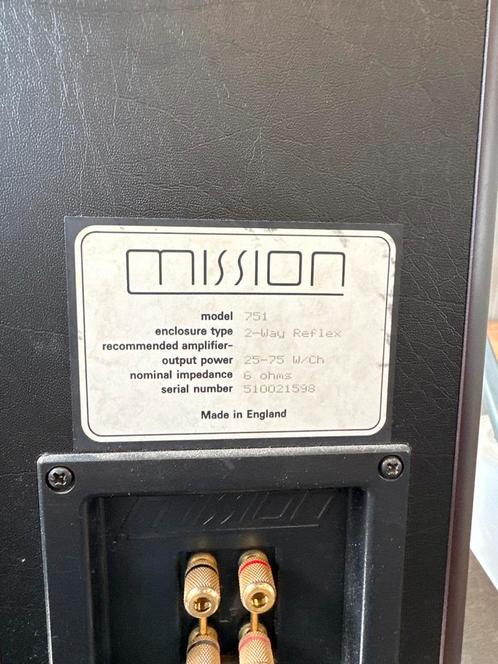 mission
model 751
enclosure type 2-Way Reflex
recommended amplifier-
output power 25-75 W/Ch
nominal impedance 6 ohms
serial number 510021598
Made in England
mission